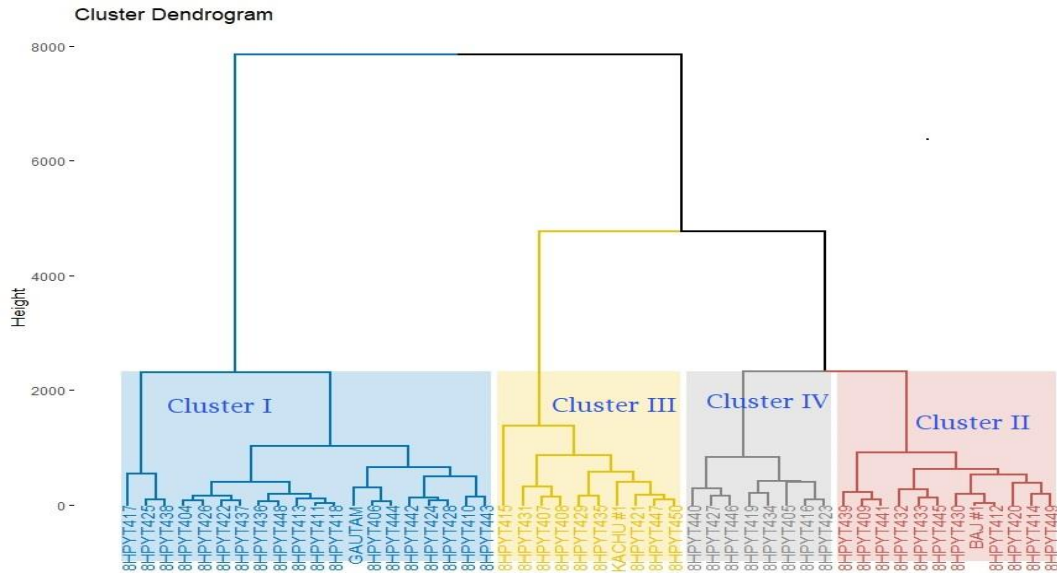 Cluster Dendrogram
8000
6000
4000
2000
0
Height
Cluster I
Cluster III
Cluster IV
Cluster II
8HPYT417
8HPYT425
8HPYT438
8HPYT404
8HPYT426
8HPYT422
8HPYT437
8HPYT436
8HPYT448
8HPYT413
8HPYT411
8HPYT418
GAUTAM
8HPYT406
8HPYT444
8HPYT442
8HPYT424
8HPYT428
8HPYT410
8HPYT443
8HPYT415
8HPYT431
8HPYT407
8HPYT408
8HPYT429
8HPYT435
KACHU #1
8HPYT421
8HPYT447
8HPYT450
8HPYT440
8HPYT427
8HPYT446
8HPYT419
8HPYT434
8HPYT405
8HPYT416
8HPYT423
8HPYT439
8HPYT409
8HPYT441
8HPYT432
8HPYT433
8HPYT445
8HPYT430
BAJ #1
8HPYT412
8HPYT420
8HPYT414
8HPYT449